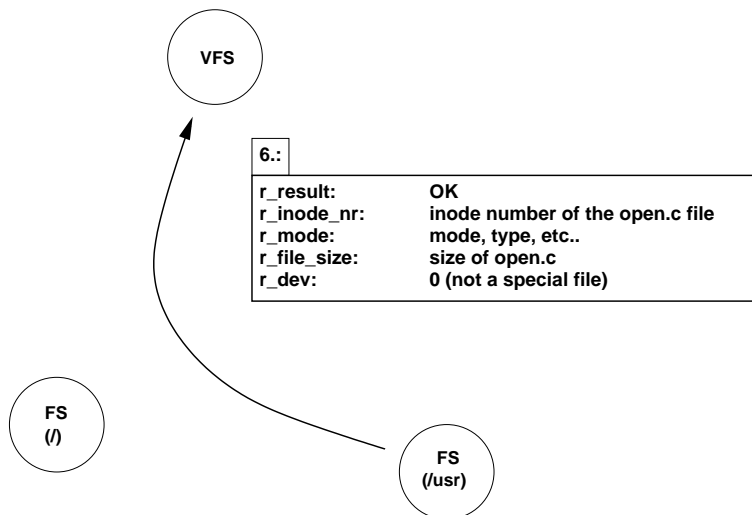 VFS
6.:
r_result: OK
r_inode_nr: inode number of the open.c file
r_mode: mode, type, etc..
r_file_size: size of open.c
r_dev: 0 (not a special file)
FS
(/)
FS
(/usr)